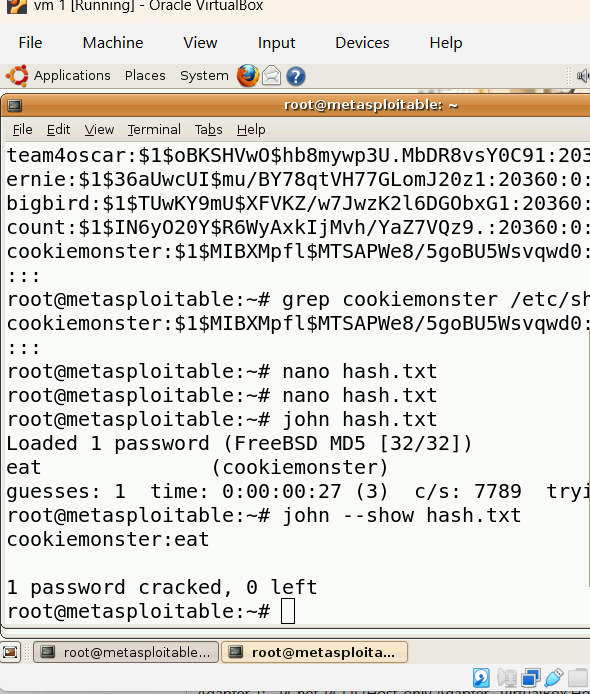 vm 1 [Running] - Oracle VirtualBox
File Machine View Input Devices Help
Applications Places System
root@metasploitable: ~
File Edit View Terminal Tabs Help
team4oscar:$1$oBKSHVwO$hb8mywp3U.MbDR8vsY0C91:203
ernie:$1$36aUwcUI$mu/BY78qtVH77GLomJ20z1:20360:0:
bigbird:$1$TUwKY9mU$XFVKZ/w7JwzK2l6DGObxG1:20360:
count:$1$IN6yO20Y$R6WyAxkIjMvh/YaZ7VQz9.:20360:0:
cookiemonster:$1$MIBXMpfl$MTSAPWe8/5goBU5Wsvqwd0:
:::
root@metasploitable:~# grep cookiemonster /etc/sh
cookiemonster:$1$MIBXMpfl$MTSAPWe8/5goBU5Wsvqwd0:
:::
root@metasploitable:~# nano hash.txt
root@metasploitable:~# nano hash.txt
root@metasploitable:~# john hash.txt
Loaded 1 password (FreeBSD MD5 [32/32])
eat (cookiemonster)
guesses: 1 time: 0:00:00:27 (3) c/s: 7789 tryi
root@metasploitable:~# john --show hash.txt
cookiemonster:eat
1 password cracked, 0 left
root@metasploitable:~#
root@metasploitable... root@metasploita...